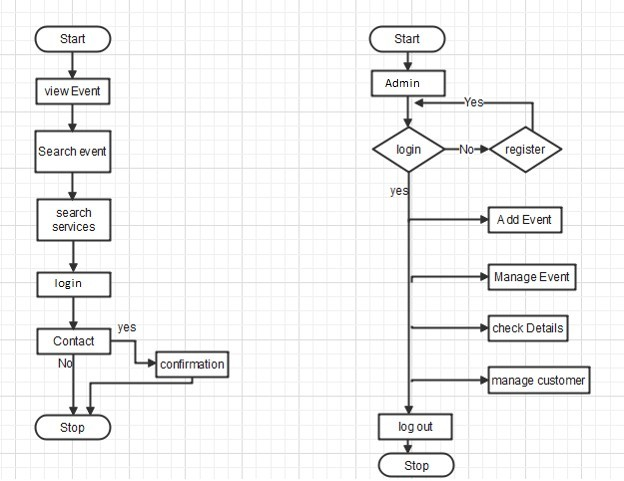 Start
view Event
Search event
search
services
login
Contact
yes
No
confirmation
Stop
Start
Admin
Yes
login
No
register
yes
Add Event
Manage Event
check Details
manage customer
log out
Stop